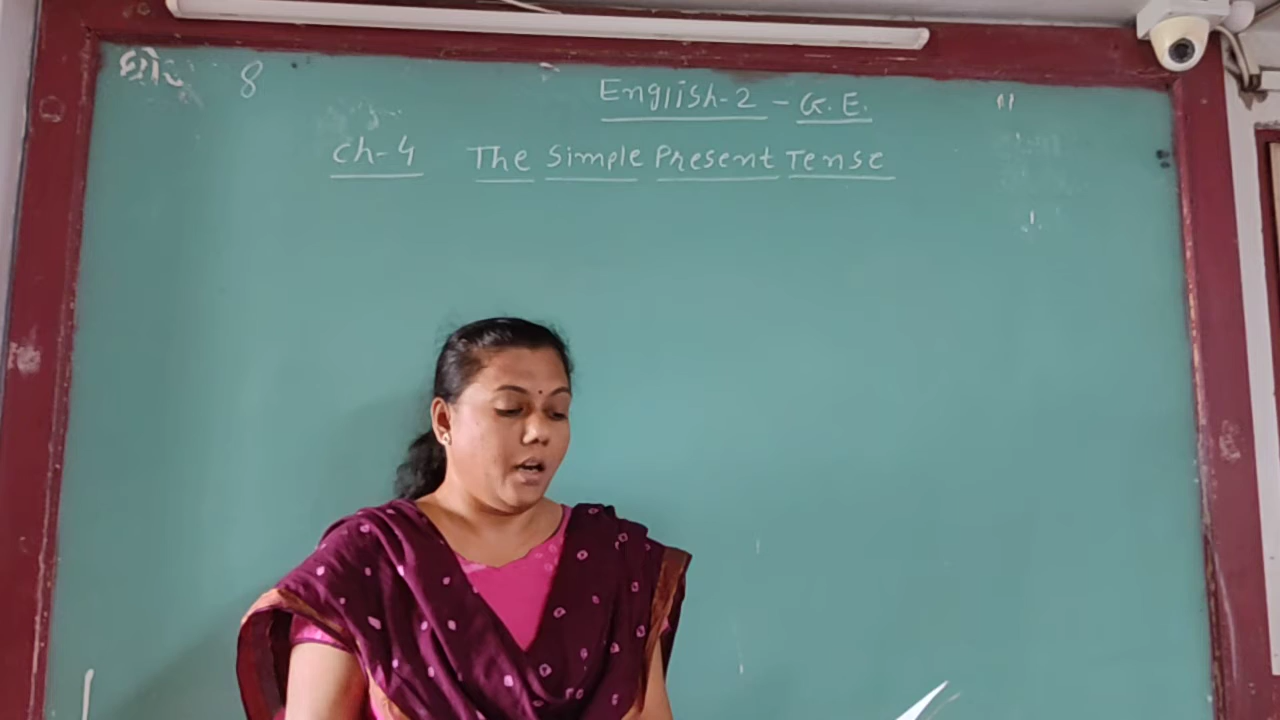 ધોરણ 8
English-2 - G.E.
Ch-4 The Simple Present Tense